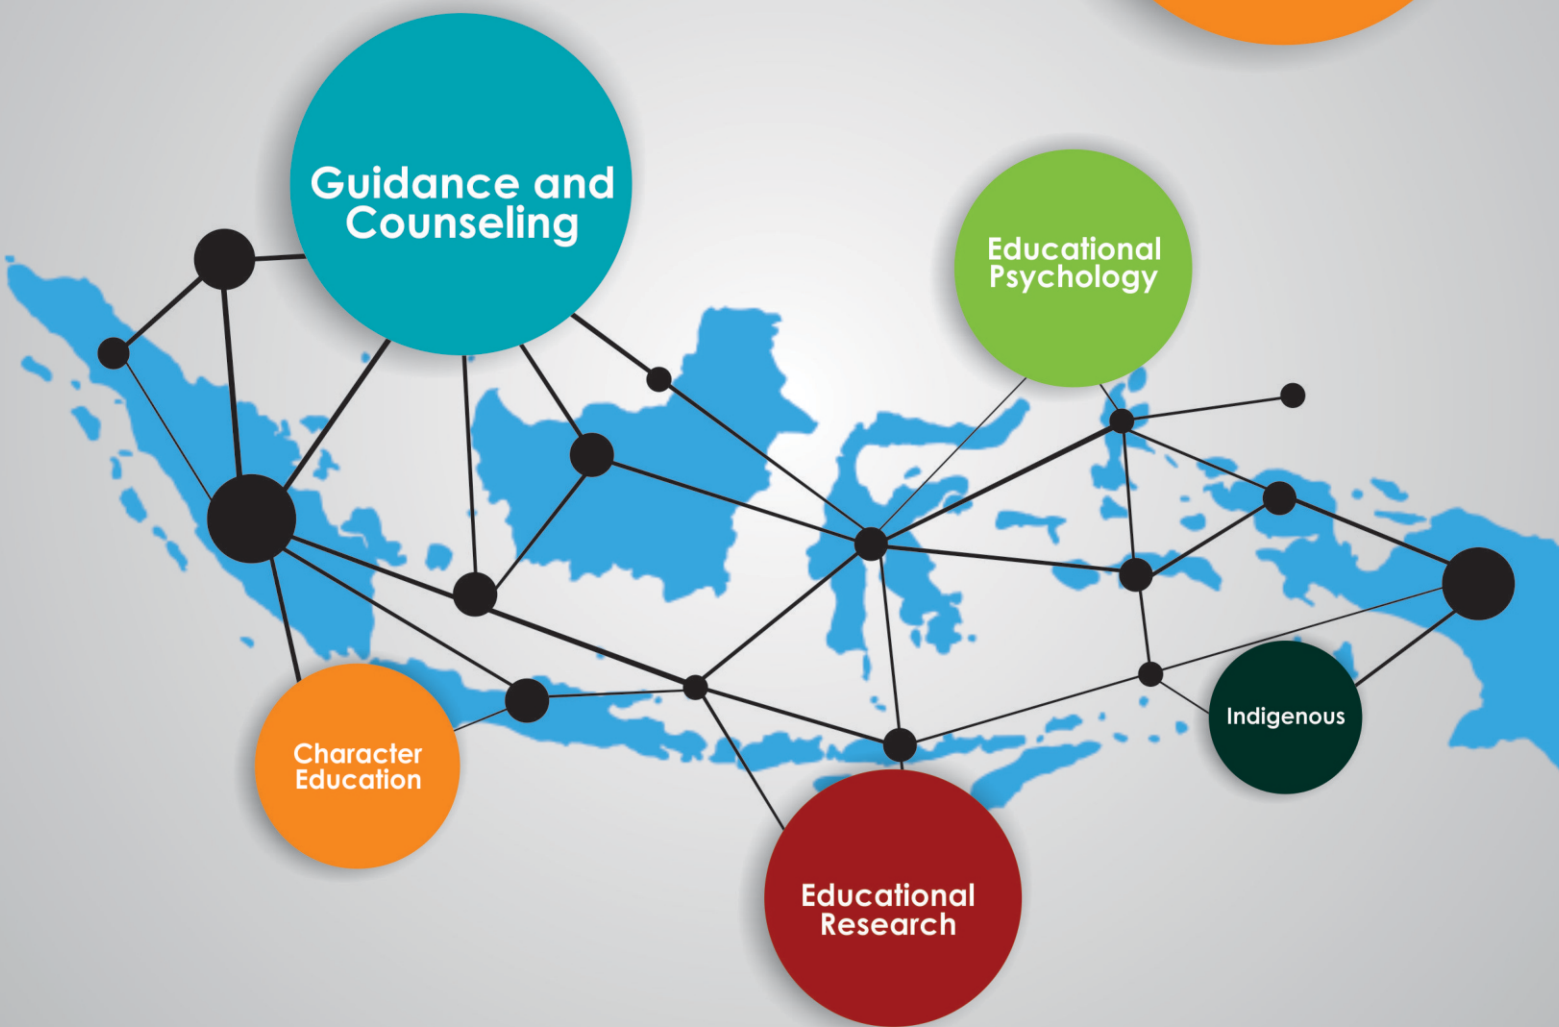 Guidance and
Counseling
Educational
Psychology
Indigenous
Character
Education
Educational
Research